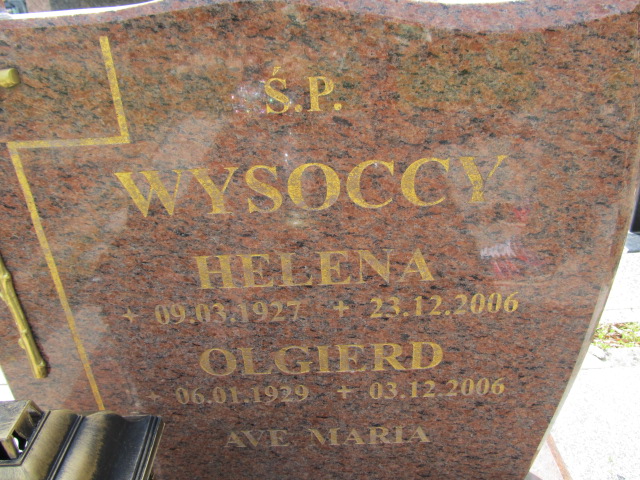 Ś.P.
WYSOCCY
HELENA
+ 09.03.1927 + 23.12.2006
OLGIERD
+ 06.01.1929 + 03.12.2006
AVE MARIA